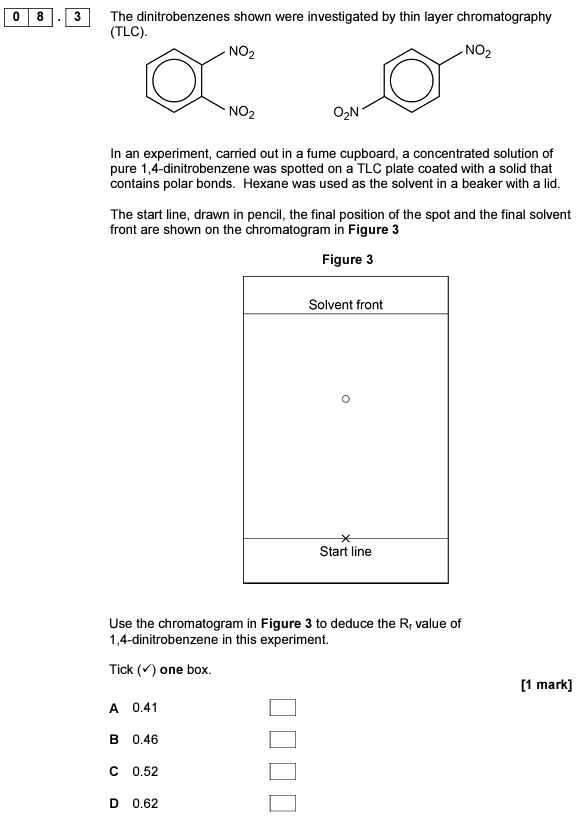 0 8 . 3 The dinitrobenzenes shown were investigated by thin layer chromatography
(TLC).
NO2
NO2
NO2
O2N
In an experiment, carried out in a fume cupboard, a concentrated solution of
pure 1,4-dinitrobenzene was spotted on a TLC plate coated with a solid that
contains polar bonds. Hexane was used as the solvent in a beaker with a lid.
The start line, drawn in pencil, the final position of the spot and the final solvent
front are shown on the chromatogram in Figure 3
Figure 3
Solvent front
Start line
Use the chromatogram in Figure 3 to deduce the Rf value of
1,4-dinitrobenzene in this experiment.
Tick (✓) one box.
[1 mark]
A 0.41
B 0.46
C 0.52
D 0.62